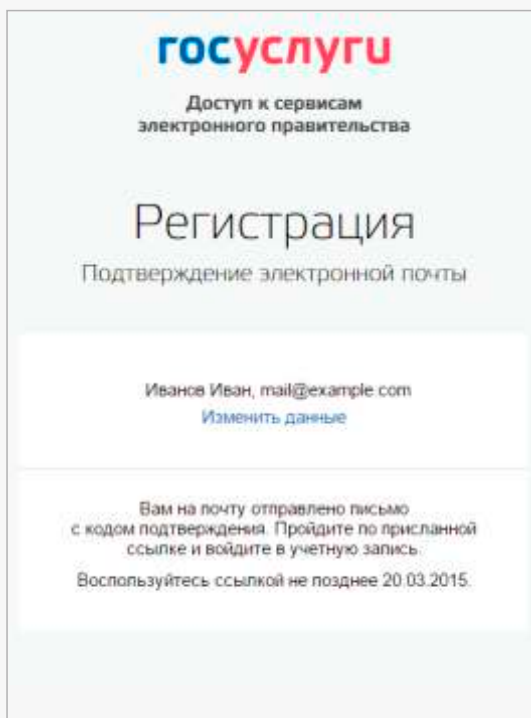 госуслуги
Доступ к сервисам
электронного правительства
Регистрация
Подтверждение электронной почты
Иванов Иван, mail@example.com
Изменить данные
Вам на почту отправлено письмо
с кодом подтверждения. Пройдите по присланной
ссылке и войдите в учетную запись.
Воспользуйтесь ссылкой не позднее 20.03.2015.